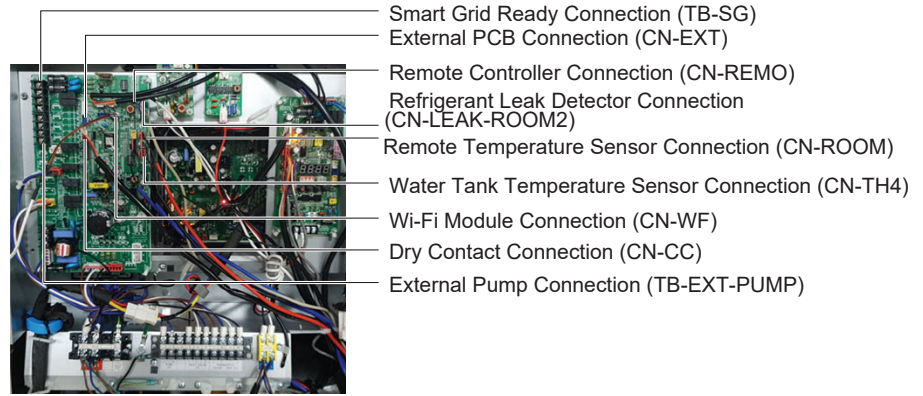 Smart Grid Ready Connection (TB-SG)
External PCB Connection (CN-EXT)
Remote Controller Connection (CN-REMO)
Refrigerant Leak Detector Connection
(CN-LEAK-ROOM2)
Remote Temperature Sensor Connection (CN-ROOM)
Water Tank Temperature Sensor Connection (CN-TH4)
Wi-Fi Module Connection (CN-WF)
Dry Contact Connection (CN-CC)
External Pump Connection (TB-EXT-PUMP)